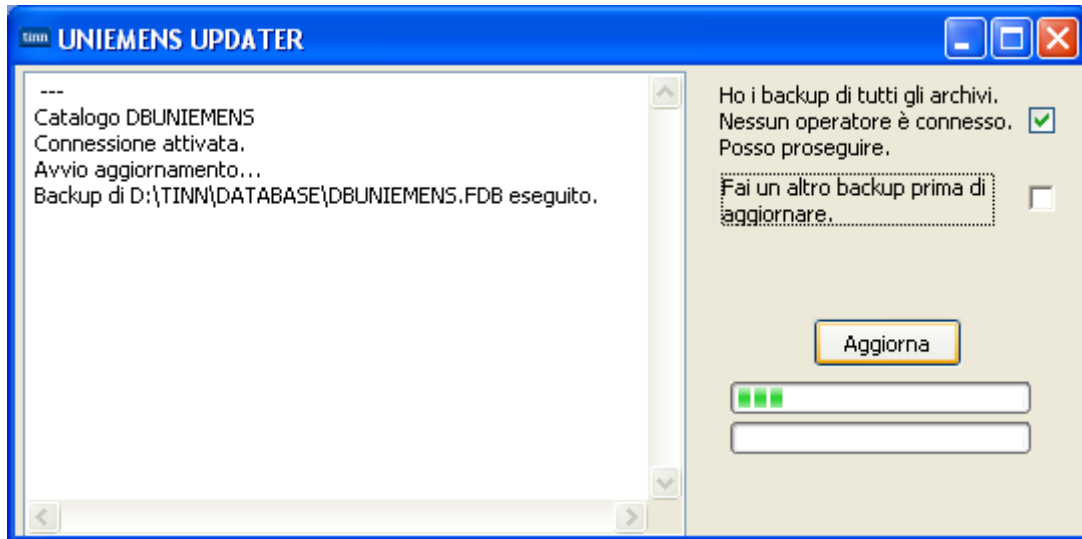 tinn UNIEMENS UPDATER
---
Catalogo DBUNIEMENS
Connessione attivata.
Avvio aggiornamento...
Backup di D:\TINN\DATABASE\DBUNIEMENS.FDB eseguito.
Ho i backup di tutti gli archivi.
Nessun operatore è connesso.
Posso proseguire.
Fai un altro backup prima di
aggiornare.
Aggiorna